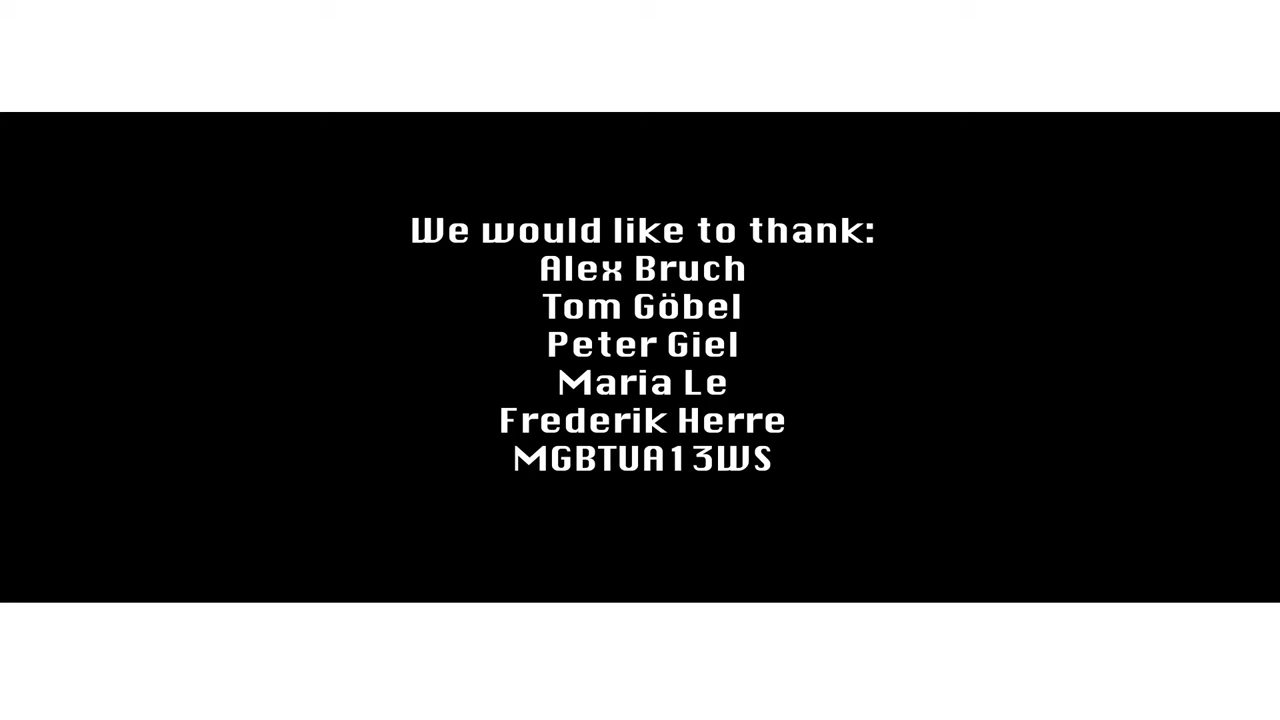 We would like to thank:
Alex Bruch
Tom Göbel
Peter Giel
Maria Le
Frederik Herre
MGBTUA13WS